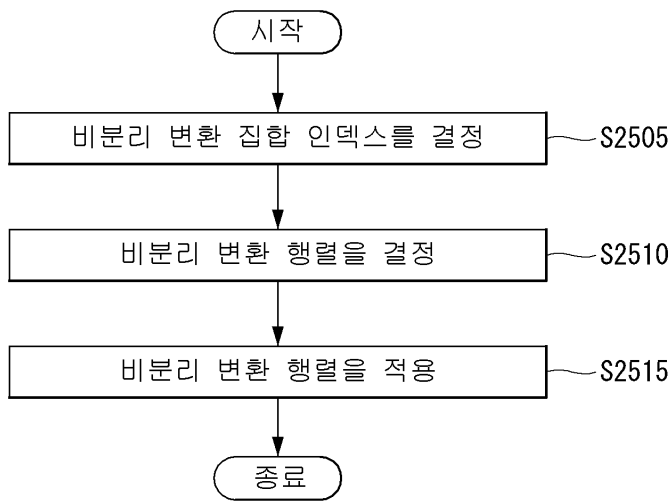 시작
비분리 변환 집합 인덱스를 결정
S2505
비분리 변환 행렬을 결정
S2510
비분리 변환 행렬을 적용
S2515
종료